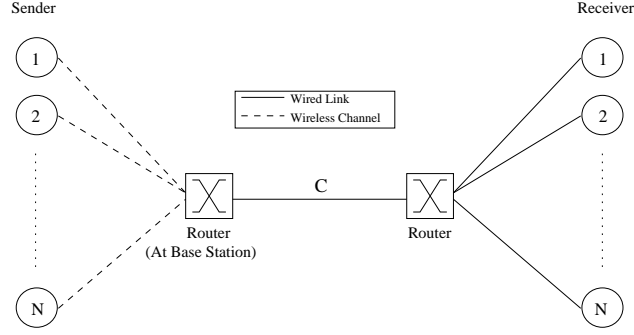 Sender
Receiver
1
1
2
2
Wired Link
Wireless Channel
C
Router
(At Base Station)
Router
N
N